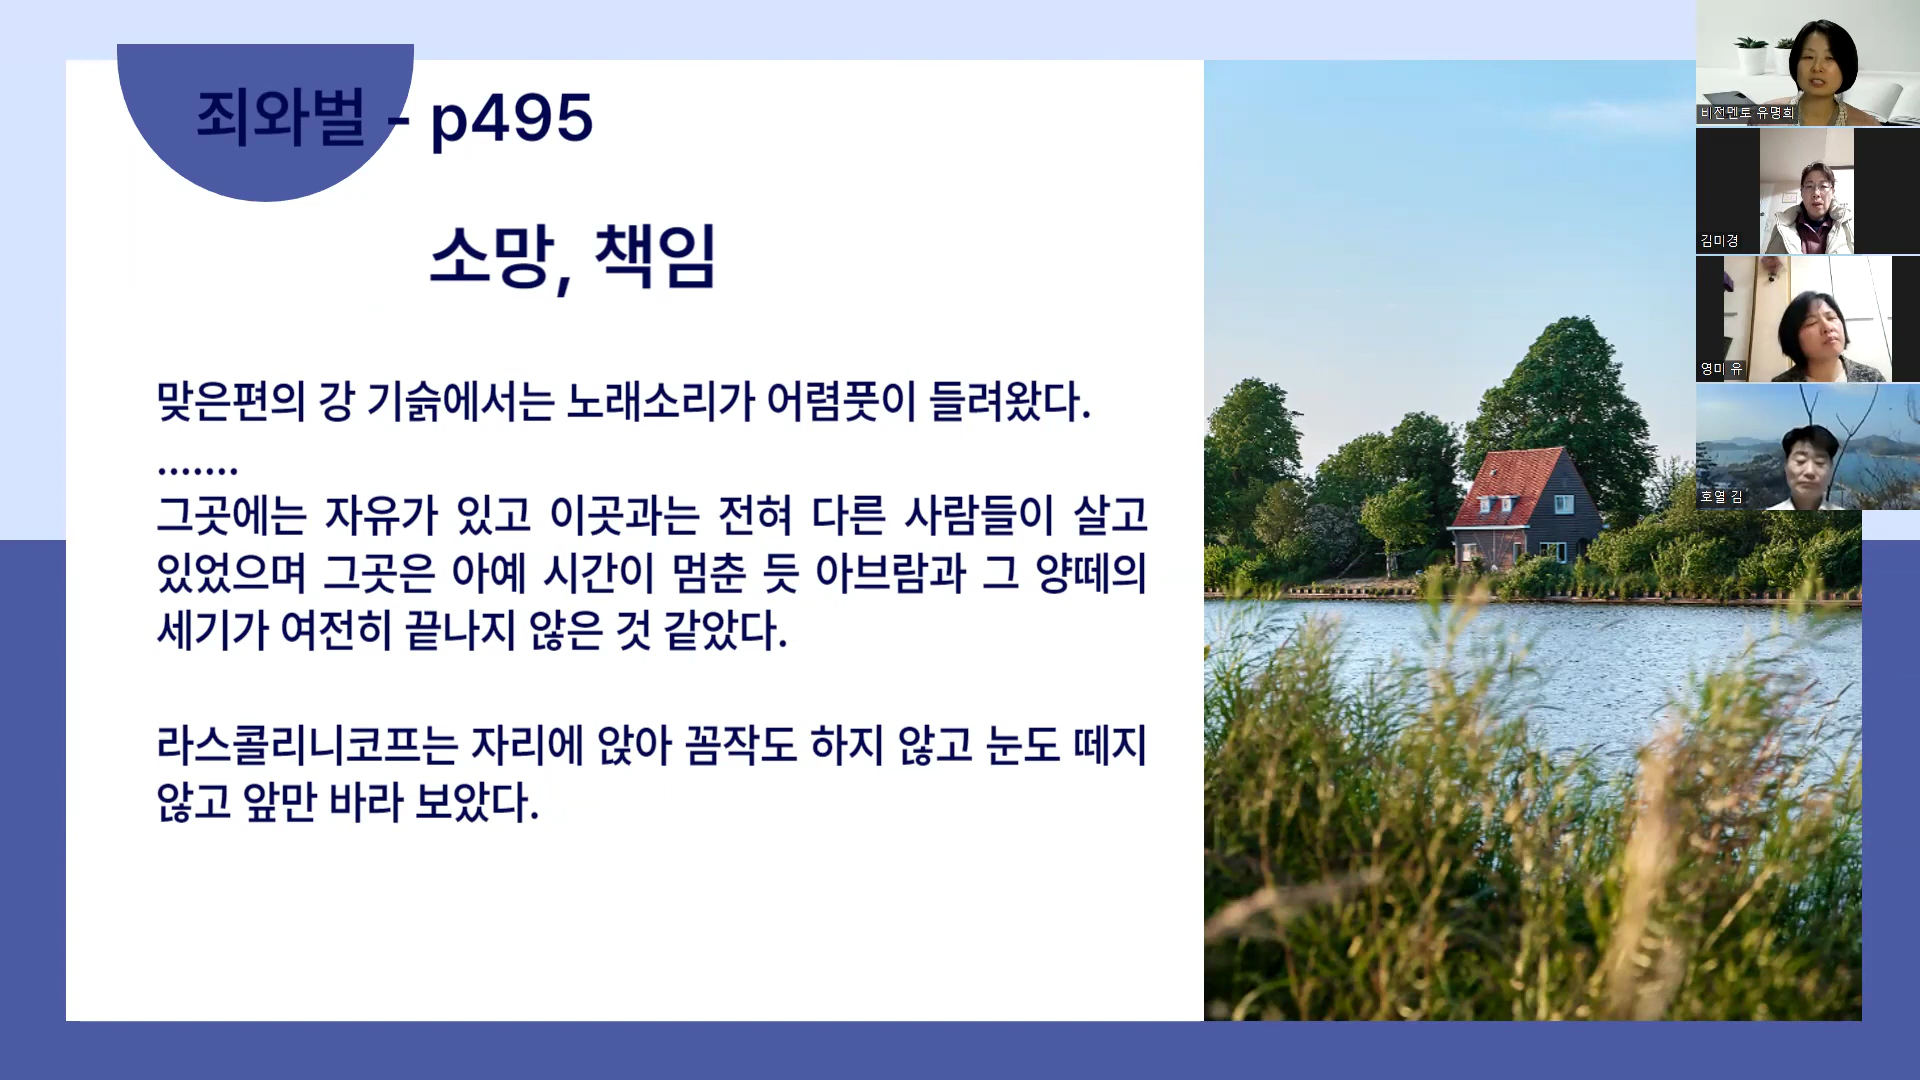 죄와벌 - p495
소망, 책임
맞은편의 강 기슭에서는 노래소리가 어렴풋이 들려왔다.
.......
그곳에는 자유가 있고 이곳과는 전혀 다른 사람들이 살고
있었으며 그곳은 아예 시간이 멈춘 듯 아브람과 그 양떼의
세기가 여전히 끝나지 않은 것 같았다.
라스콜리니코프는 자리에 앉아 꼼작도 하지 않고 눈도 떼지
않고 앞만 바라 보았다.
비전멘토 유명희
김미경
영미 유
호열 김